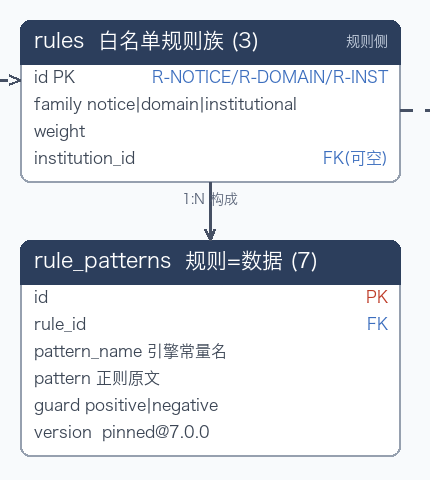 rules 白名单规则族 (3) 规则侧
id PK R-NOTICE/R-DOMAIN/R-INST
family notice|domain|institutional
weight
institution_id FK(可空)
1:N 构成
rule_patterns 规则=数据 (7)
id PK
rule_id FK
pattern_name 引擎常量名
pattern 正则原文
guard positive|negative
version pinned@7.0.0